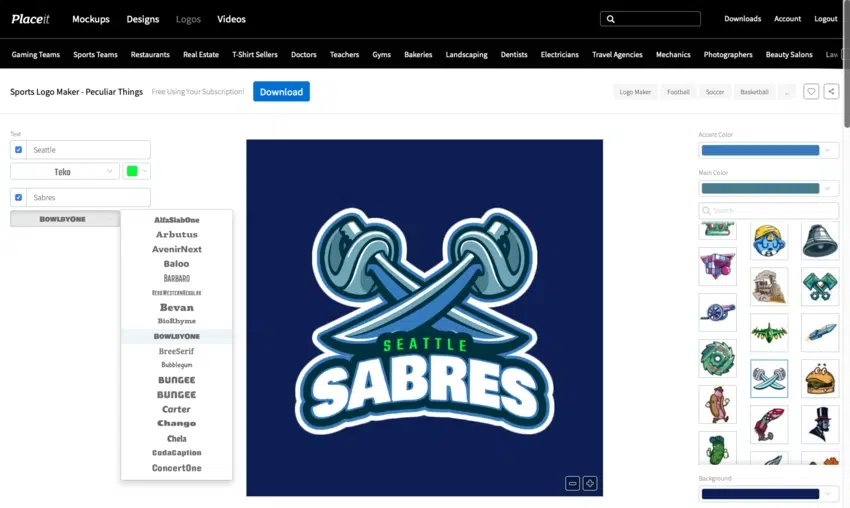 Placeit Mockups Designs Logos Videos Downloads Account Logout
Gaming Teams Sports Teams Restaurants Real Estate T-Shirt Sellers Doctors Teachers Gyms Bakeries Landscaping Dentists Electricians Travel Agencies Mechanics Photographers Beauty Salons Law
Sports Logo Maker - Peculiar Things Free Using Your Subscription! Download Logo Maker Football Soccer Basketball ...
Text
Seattle
Teko
Sabres
BowlbyOne
AlfaSlabOne
Arbutus
AvenirNext
Baloo
Barbaro
BertWesternRegular
Bevan
BioRhyme
BowlbyOne
BreeSerif
Bubblegum
BUNGEE
BUNGEE
Carter
Chango
Chela
CodaCaption
ConcertOne
SEATTLE
SABRES
Accent Color
Main Color
Search
Background